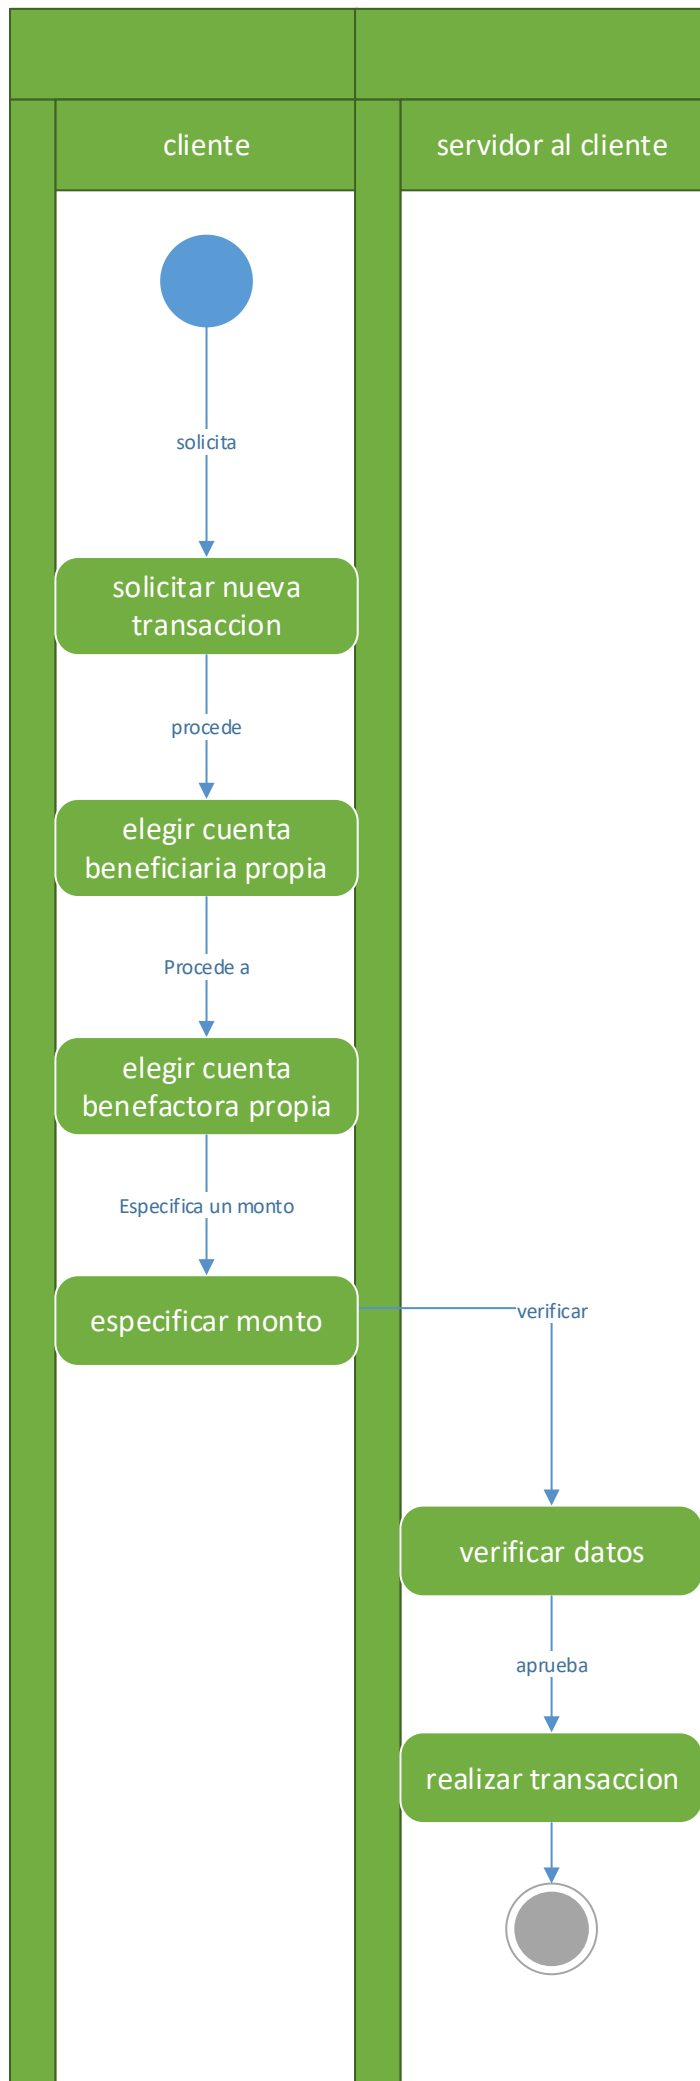 cliente
servidor al cliente
solicita
solicitar nueva
transaccion
procede
elegir cuenta
beneficiaria propia
Procede a
elegir cuenta
benefactora propia
Especifica un monto
especificar monto
verificar
verificar datos
aprueba
realizar transaccion